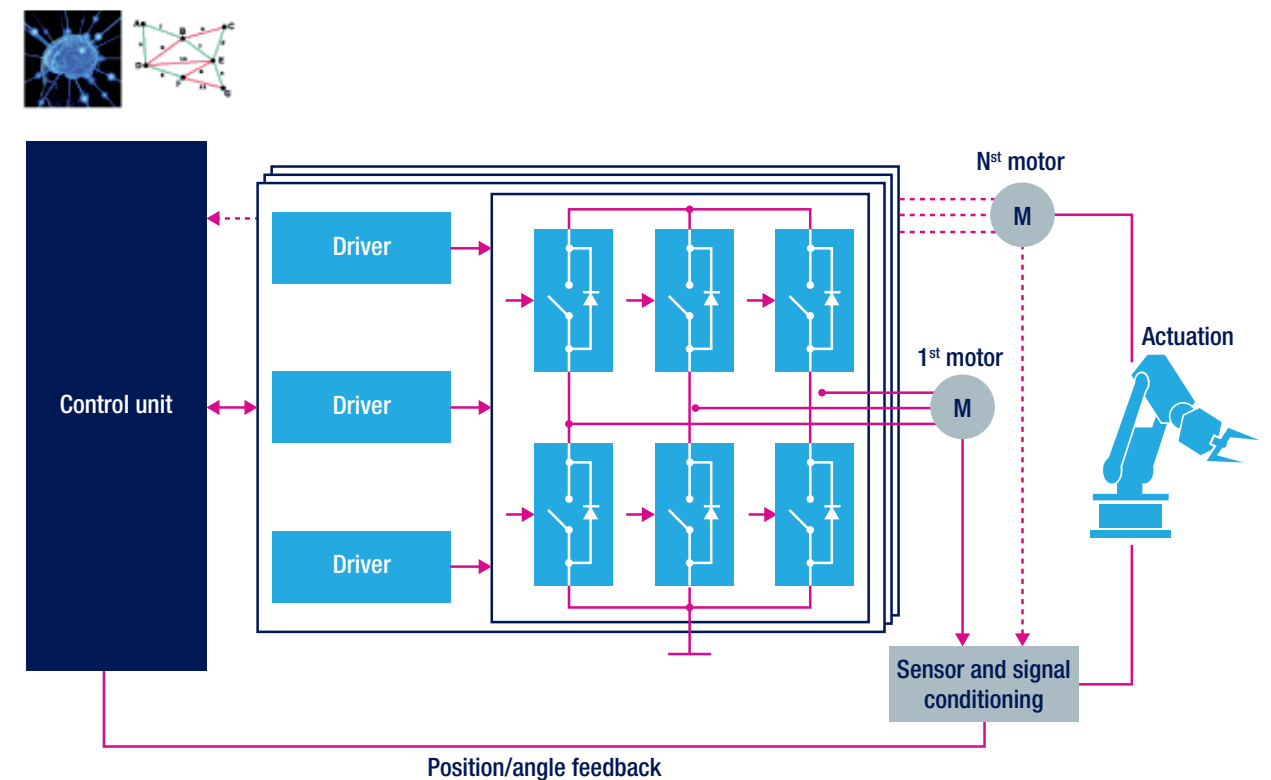 A
B
C
D
E
F
G
Nst motor
M
Driver
Actuation
1st motor
Control unit
Driver
M
Driver
Sensor and signal
conditioning
Position/angle feedback